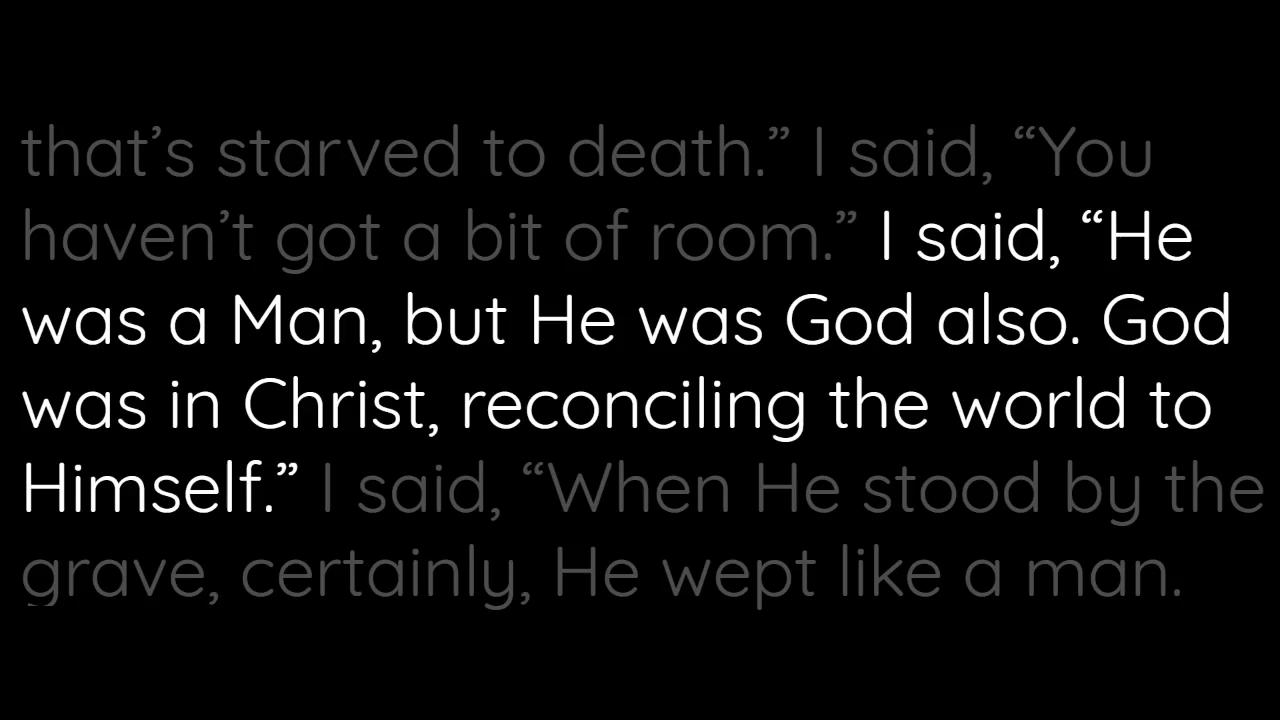 that’s starved to death.” I said, “You
haven’t got a bit of room.” I said, “He
was a Man, but He was God also. God
was in Christ, reconciling the world to
Himself.” I said, “When He stood by the
grave, certainly, He wept like a man.